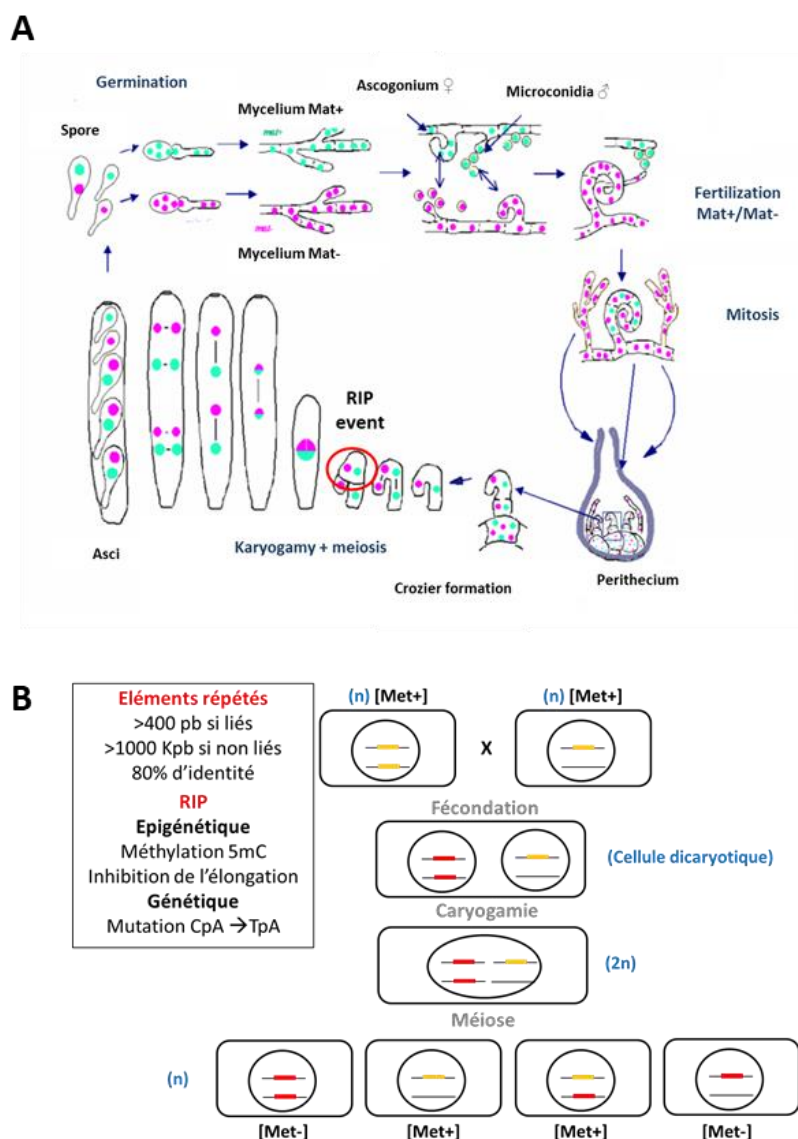 A
Germination
Ascogonium ♀
Microconidia ♂
Mycelium Mat+
Spore
mat+
Fertilization
Mat+/Mat-
mat-
Mycelium Mat-
Mitosis
RIP
event
Asci
Karyogamy + meiosis
Perithecium
Crozier formation
B
Eléments répétés
>400 pb si liés
>1000 Kpb si non liés
80% d'identité
RIP
Epigénétique
Méthylation 5mC
Inhibition de l'élongation
Génétique
Mutation CpA →TpA
(n) [Met+]
(n) [Met+]
X
Fécondation
(Cellule dicaryotique)
Caryogamie
(2n)
Méiose
(n)
[Met-]
[Met+]
[Met+]
[Met-]